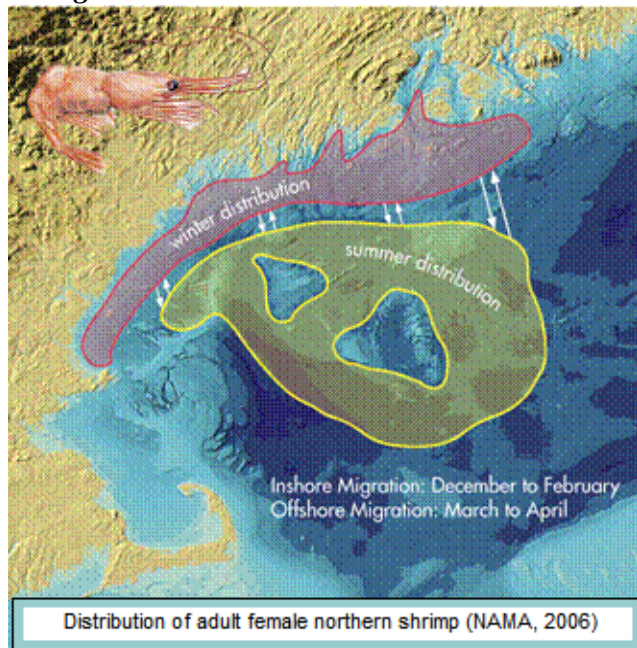 winter distribution
summer distribution
Inshore Migration: December to February
Offshore Migration: March to April
Distribution of adult female northern shrimp (NAMA, 2006)